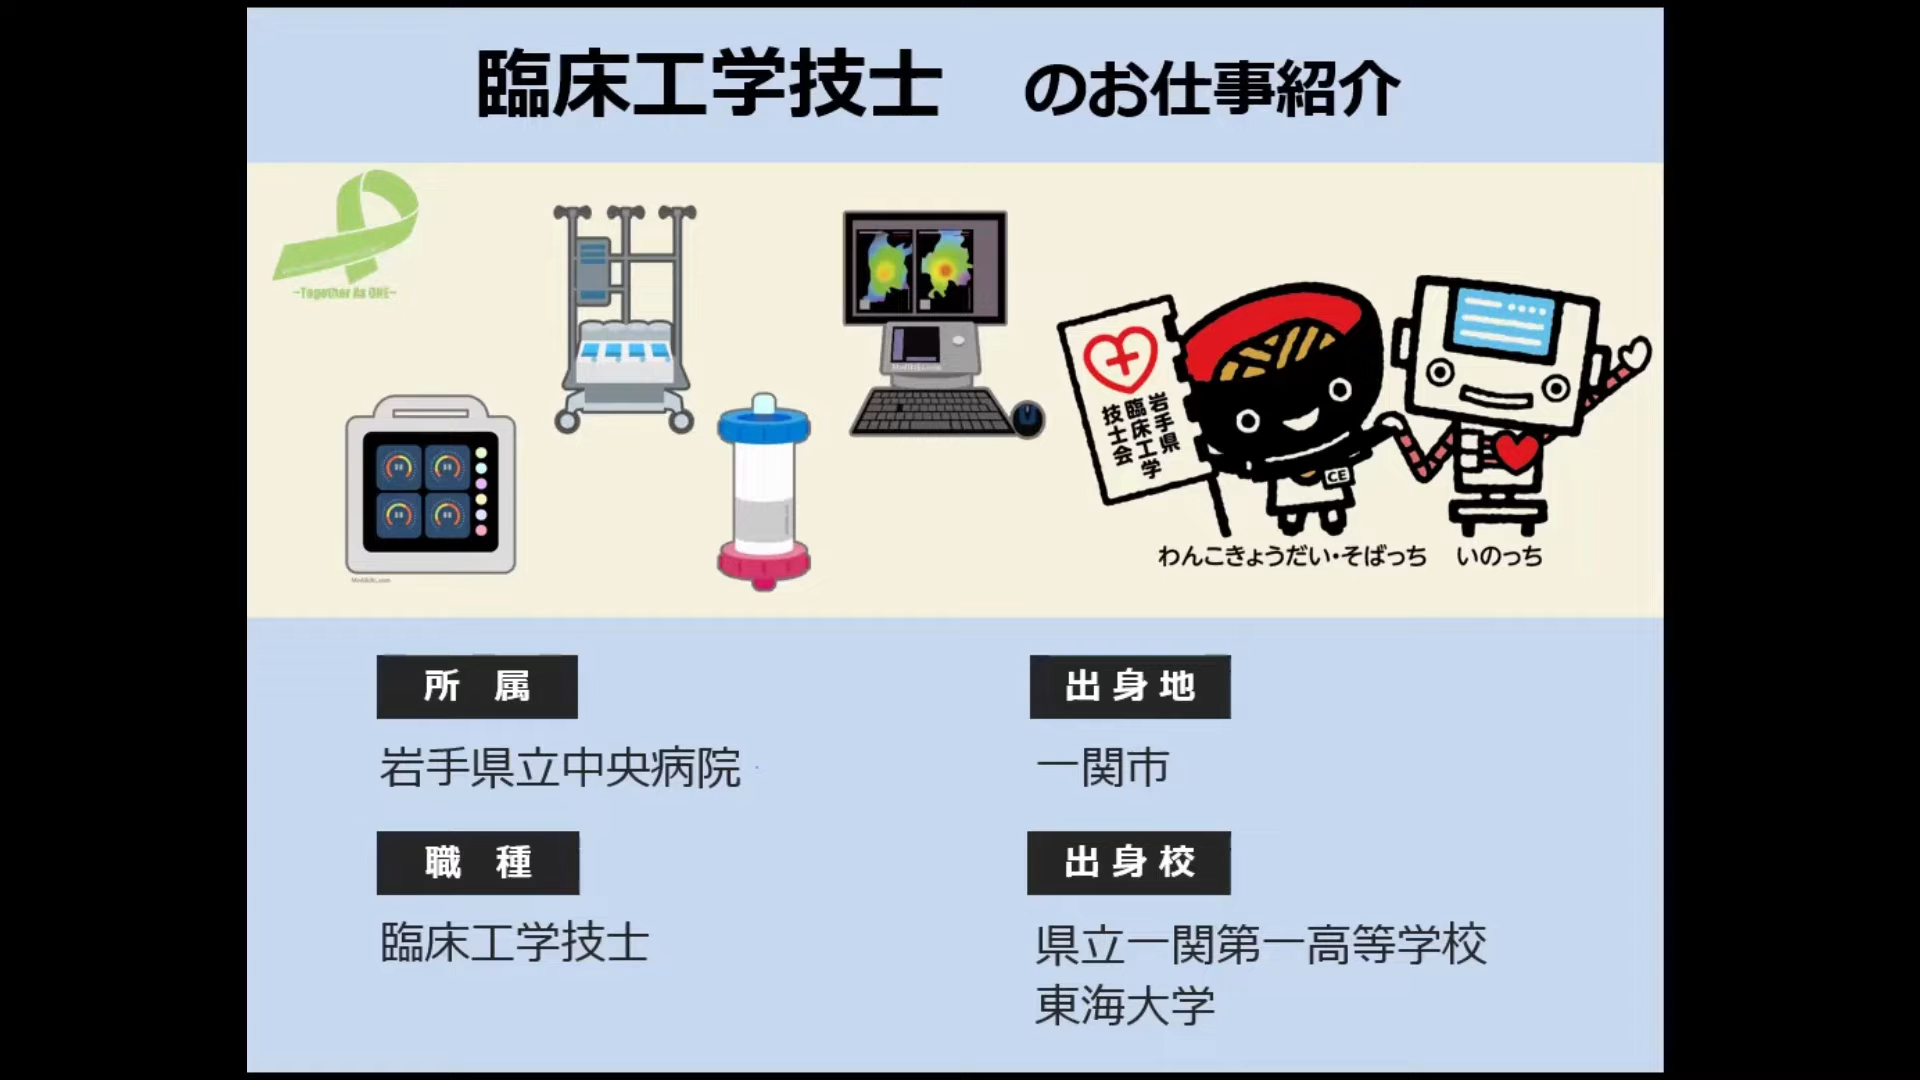 臨床工学技士 のお仕事紹介
~Together As ONE~
岩手県
臨床工学
技士会
CE
わんこきょうだい・そばっち いのっち
所属
岩手県立中央病院
出身地
一関市
職種
臨床工学技士
出身校
県立一関第一高等学校
東海大学